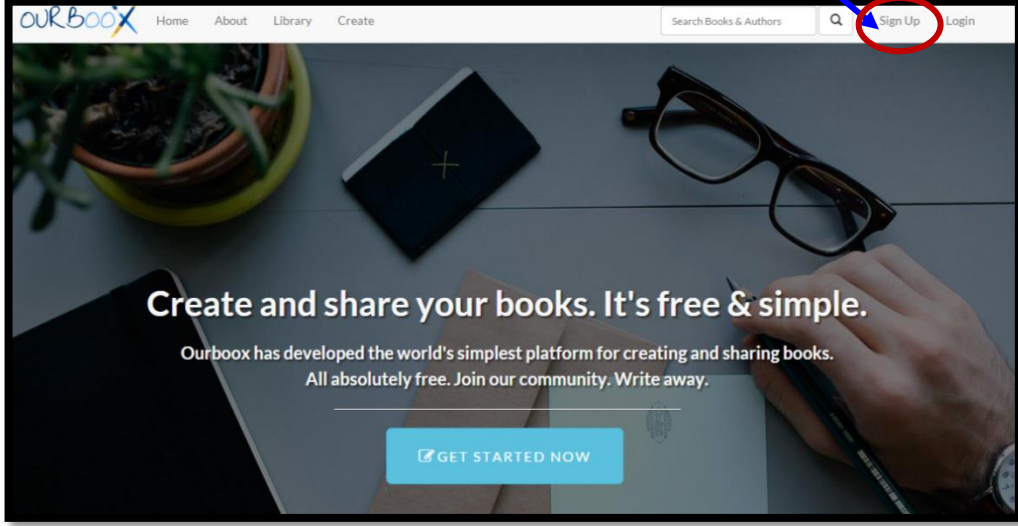 OURBOOX Home About Library Create Search Books & Authors Sign Up Login
Create and share your books. It's free & simple.
Ourboox has developed the world's simplest platform for creating and sharing books.
All absolutely free. Join our community. Write away.
GET STARTED NOW